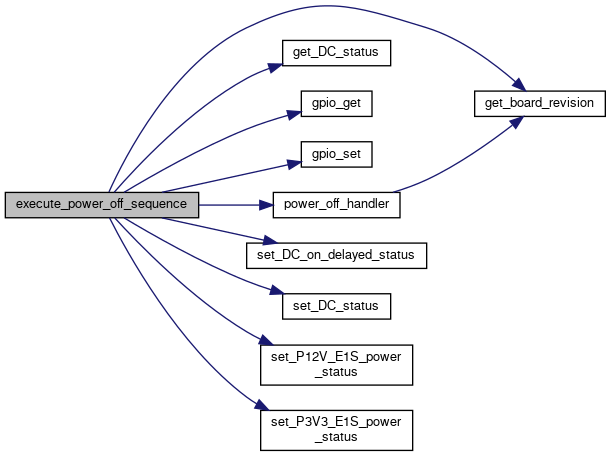 get_DC_status
gpio_get
get_board_revision
gpio_set
execute_power_off_sequence
power_off_handler
set_DC_on_delayed_status
set_DC_status
set_P12V_E1S_power
_status
set_P3V3_E1S_power
_status